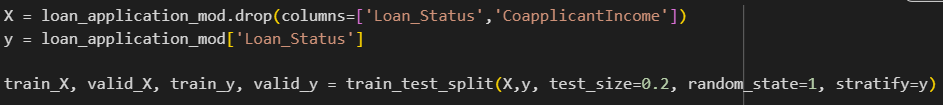 X = loan_application_mod.drop(columns=['Loan_Status','CoapplicantIncome'])
y = loan_application_mod['Loan_Status']
train_X, valid_X, train_y, valid_y = train_test_split(X,y, test_size=0.2, random_state=1, stratify=y)